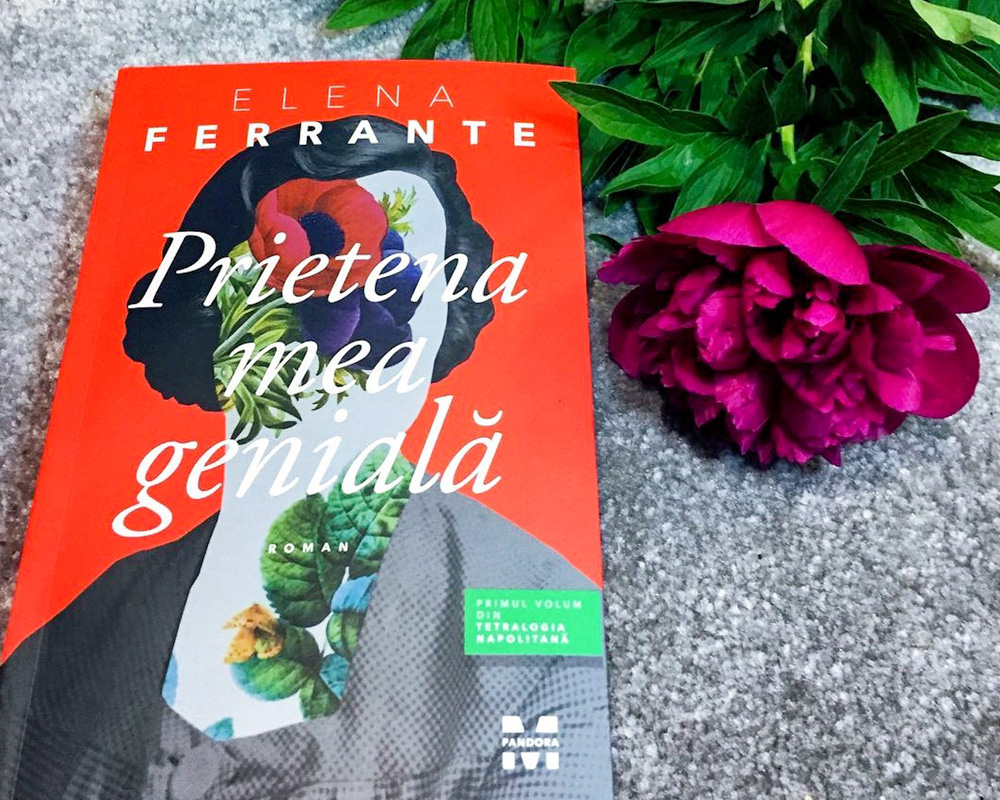 ELENA
FERRANTE
Prietena
mea
genială
ROMAN
PRIMUL VOLUM
DIN
TETRALOGIA
NAPOLITANĂ
M
PANDORA